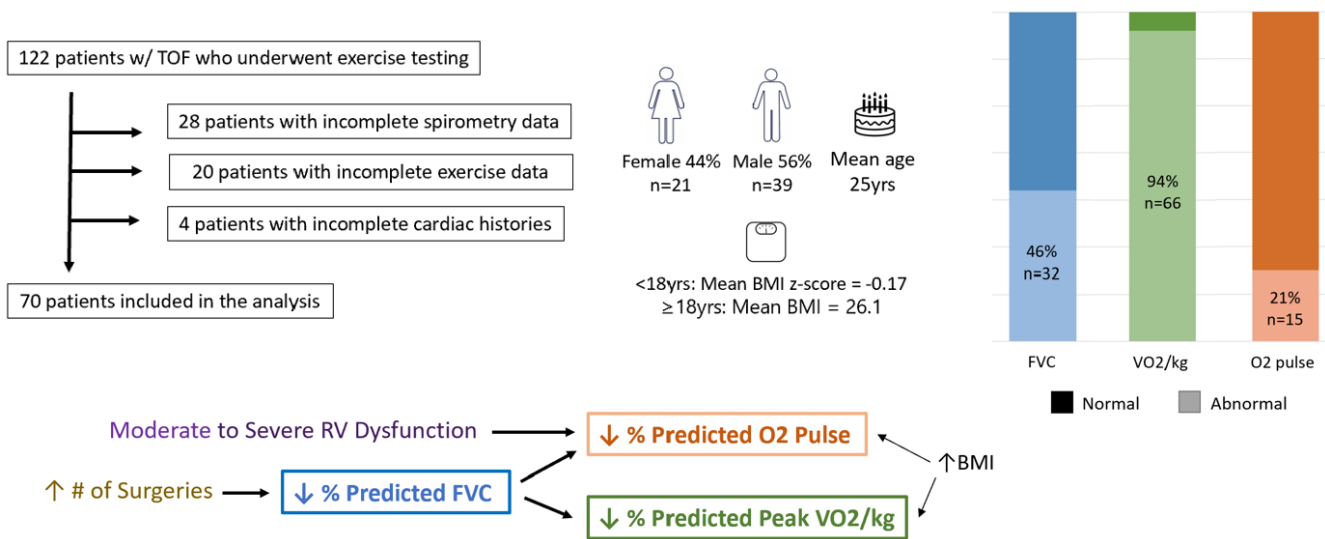 122 patients w/ TOF who underwent exercise testing
28 patients with incomplete spirometry data
20 patients with incomplete exercise data
4 patients with incomplete cardiac histories
70 patients included in the analysis
Female 44%
n=21
Male 56%
n=39
Mean age
25yrs
<18yrs: Mean BMI z-score = -0.17
≥18yrs: Mean BMI = 26.1
46%
n=32
94%
n=66
21%
n=15
FVC
VO2/kg
O2 pulse
Normal
Abnormal
Moderate to Severe RV Dysfunction
↓ % Predicted O2 Pulse
↑BMI
↑ # of Surgeries
↓ % Predicted FVC
↓ % Predicted Peak VO2/kg